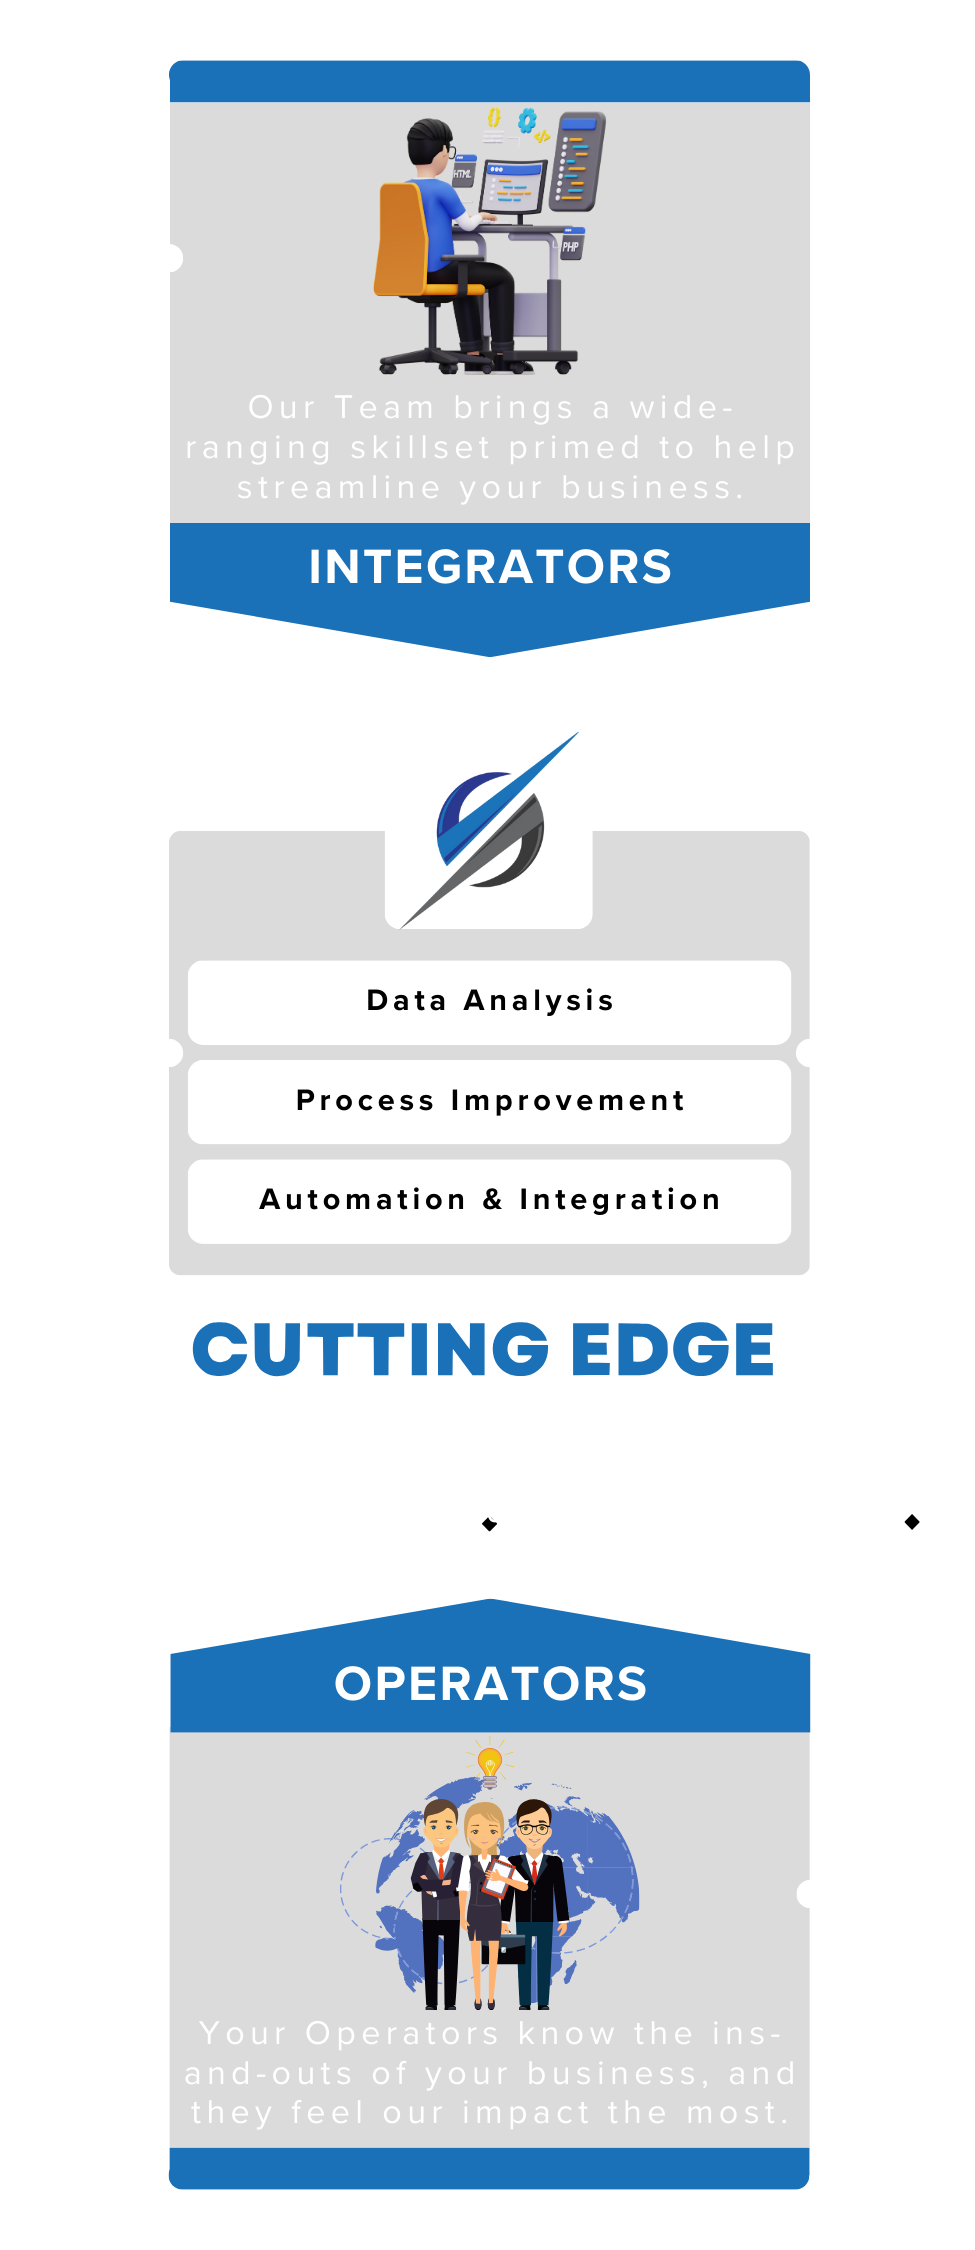 HTML
PHP
Our Team brings a wide-
ranging skillset primed to help
streamline your business.
INTEGRATORS
Data Analysis
Process Improvement
Automation & Integration
CUTTING EDGE
OPERATORS
Your Operators know the ins-
and-outs of your business, and
they feel our impact the most.